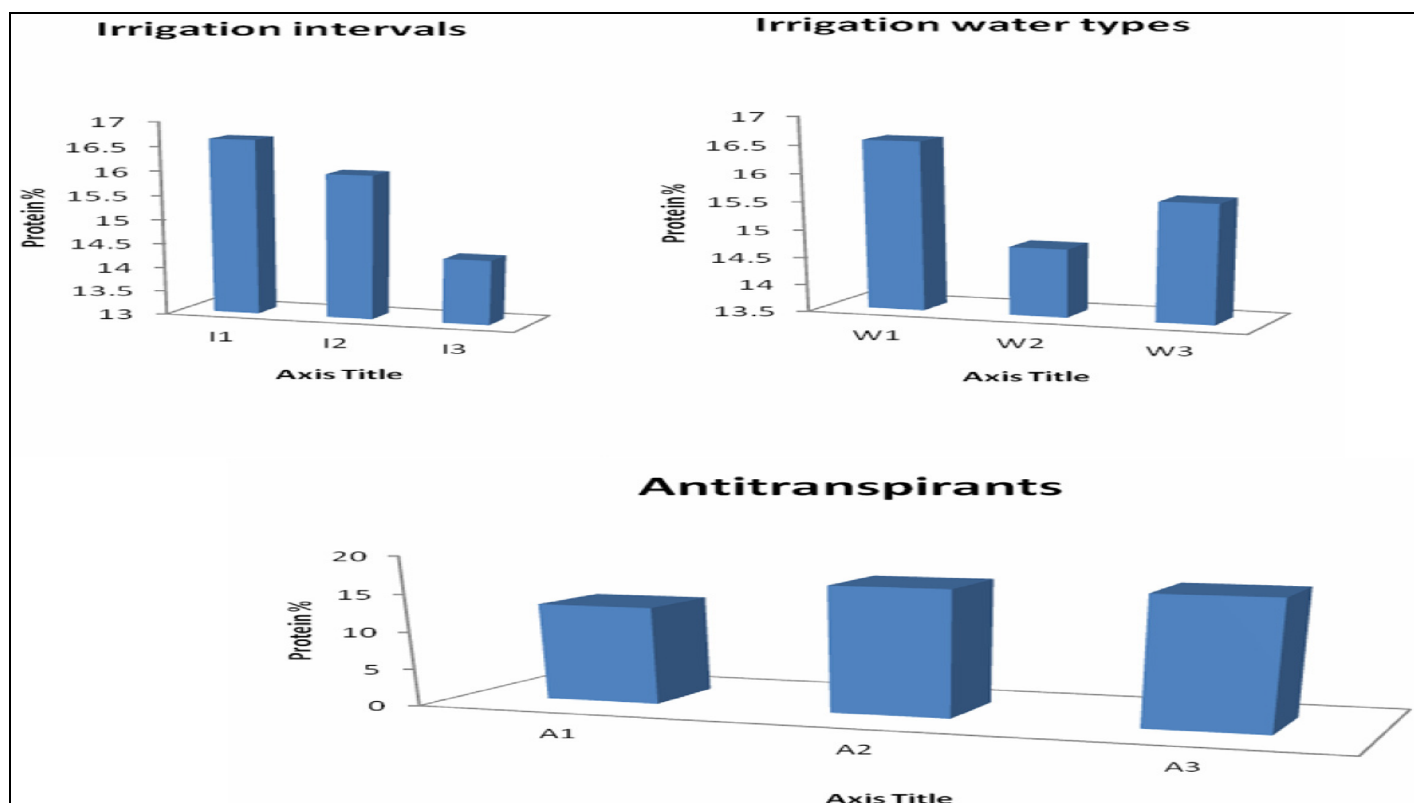 Irrigation intervals
Protein %
17
16.5
16
15.5
15
14.5
14
13.5
13
I1 I2 I3
Axis Title
Irrigation water types
Protein %
17
16.5
16
15.5
15
14.5
14
13.5
W1 W2 W3
Axis Title
Antitranspirants
Protein %
20
15
10
5
0
A1 A2 A3
Axis Title